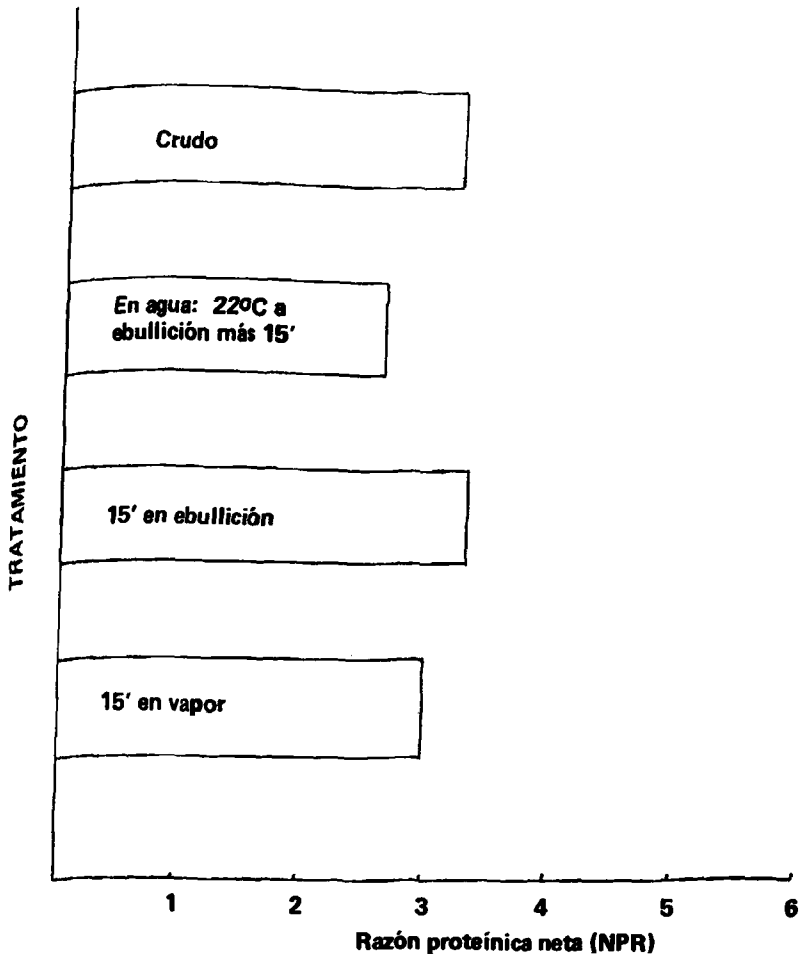 Crudo
En agua: 22ºC a
ebullición más 15′
TRATAMIENTO
15′ en ebullición
15′ en vapor
1 2 3 4 5 6
Razón proteínica neta (NPR)